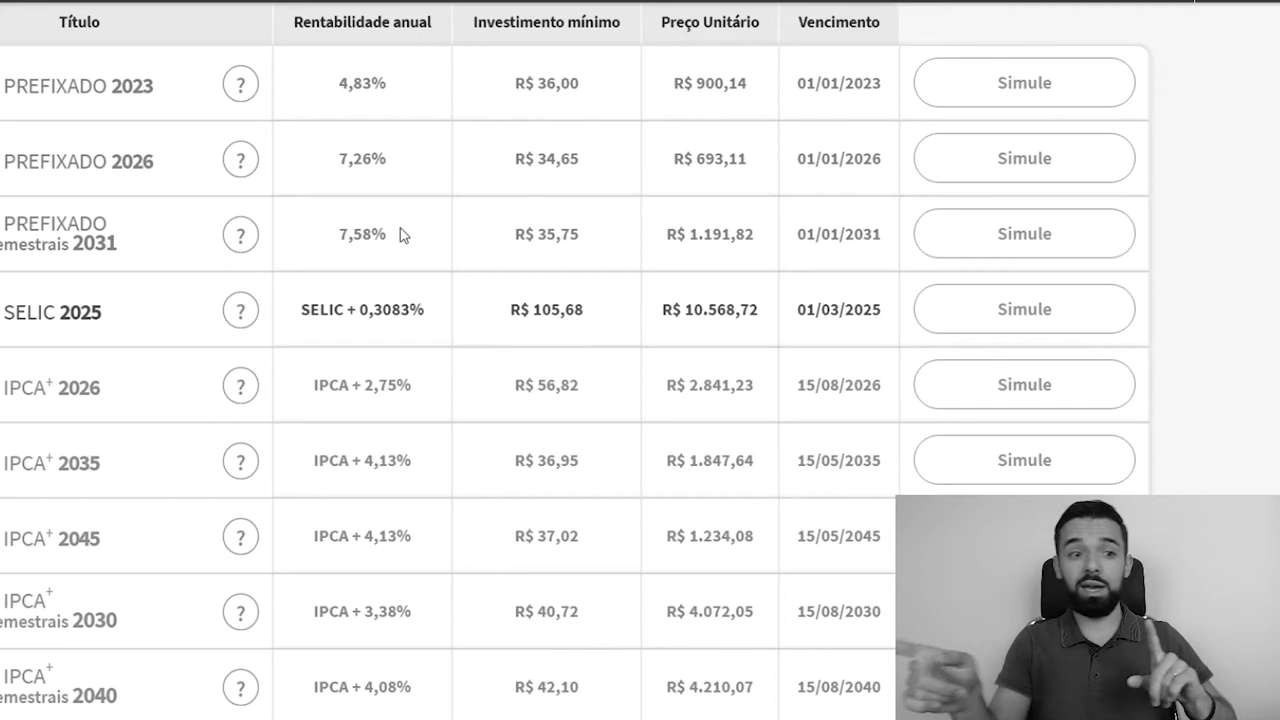 Título Rentabilidade anual Investimento mínimo Preço Unitário Vencimento
PREFIXADO 2023 ? 4,83% R$ 36,00 R$ 900,14 01/01/2023 Simule
PREFIXADO 2026 ? 7,26% R$ 34,65 R$ 693,11 01/01/2026 Simule
PREFIXADO
emestrais 2031 ? 7,58% R$ 35,75 R$ 1.191,82 01/01/2031 Simule
SELIC 2025 ? SELIC + 0,3083% R$ 105,68 R$ 10.568,72 01/03/2025 Simule
IPCA+ 2026 ? IPCA + 2,75% R$ 56,82 R$ 2.841,23 15/08/2026 Simule
IPCA+ 2035 ? IPCA + 4,13% R$ 36,95 R$ 1.847,64 15/05/2035 Simule
IPCA+ 2045 ? IPCA + 4,13% R$ 37,02 R$ 1.234,08 15/05/2045
IPCA+
emestrais 2030 ? IPCA + 3,38% R$ 40,72 R$ 4.072,05 15/08/2030
IPCA+
emestrais 2040 ? IPCA + 4,08% R$ 42,10 R$ 4.210,07 15/08/2040